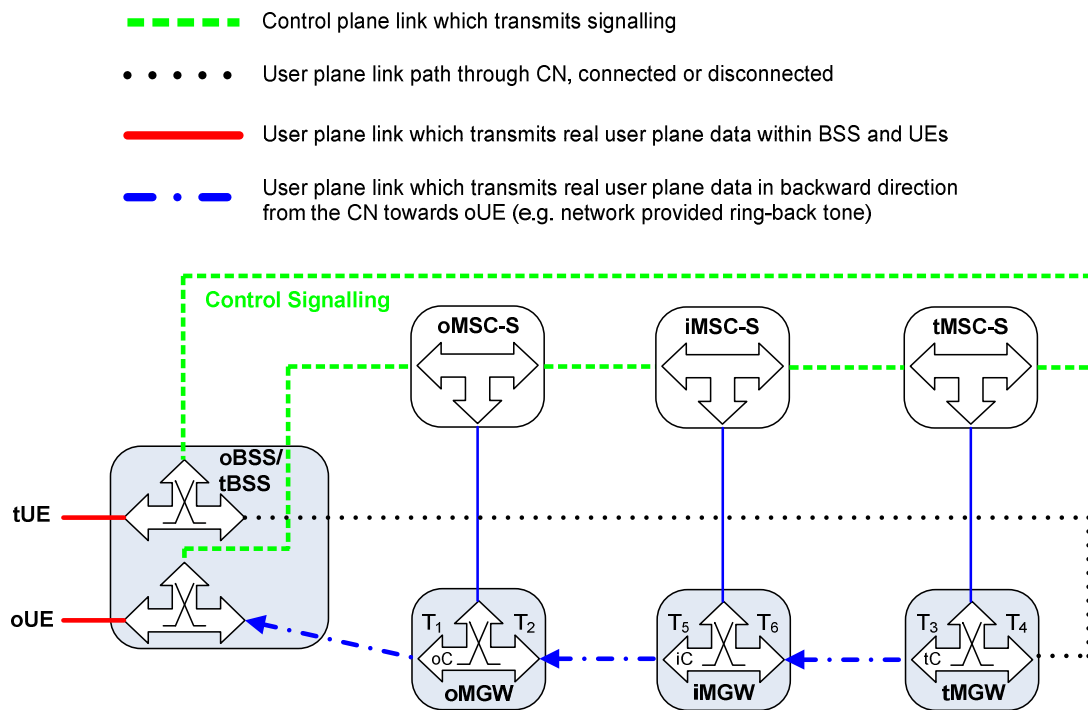 Control plane link which transmits signalling
User plane link path through CN, connected or disconnected
User plane link which transmits real user plane data within BSS and UEs
User plane link which transmits real user plane data in backward direction
from the CN towards oUE (e.g. network provided ring-back tone)
Control Signalling
oMSC-S
iMSC-S
tMSC-S
oBSS/
tBSS
tUE
oUE
T1
T2
T5
T6
T3
T4
oC
iC
tC
oMGW
iMGW
tMGW